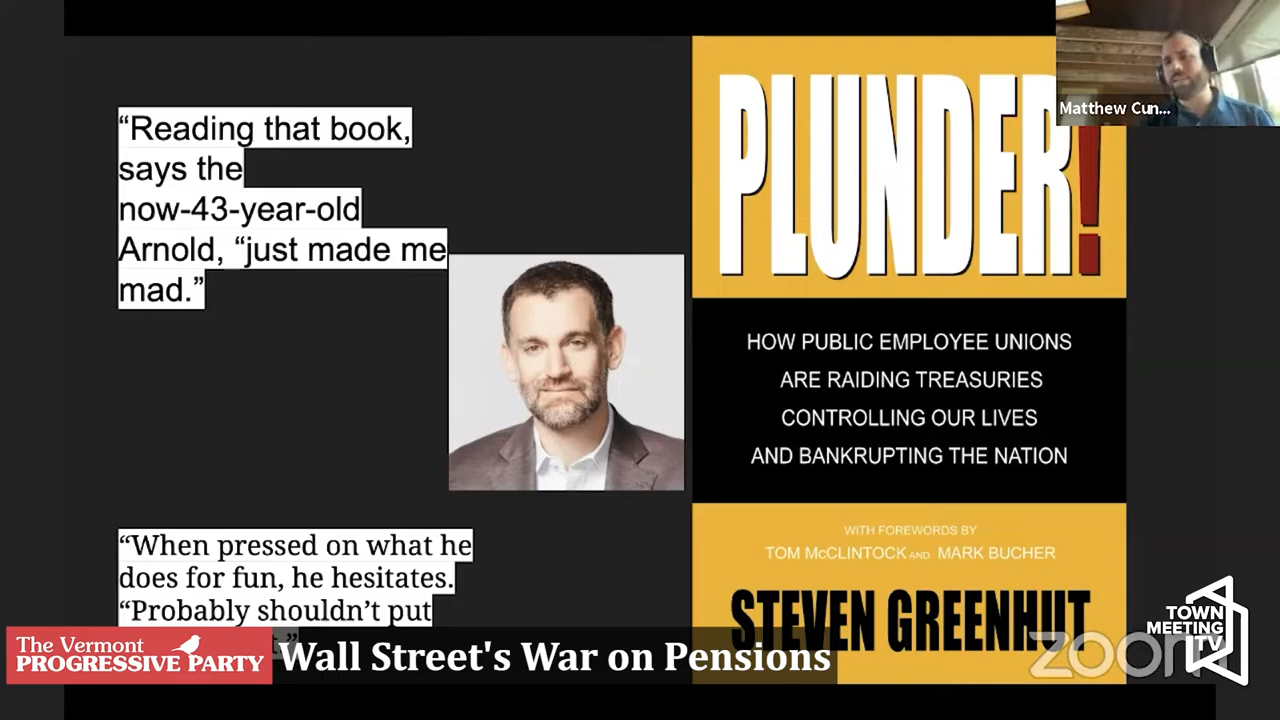 “Reading that book,
says the
now-43-year-old
Arnold, “just made me
mad.”
“When pressed on what he
does for fun, he hesitates.
“Probably shouldn’t put
PLUNDER!
HOW PUBLIC EMPLOYEE UNIONS
ARE RAIDING TREASURIES
CONTROLLING OUR LIVES
AND BANKRUPTING THE NATION
WITH FOREWORDS BY
TOM McCLINTOCK AND MARK BUCHER
STEVEN GREENHUT
Matthew Cun...
The Vermont
PROGRESSIVE PARTY
Wall Street's War on Pensions
zoom
TOWN
MEETING
TV